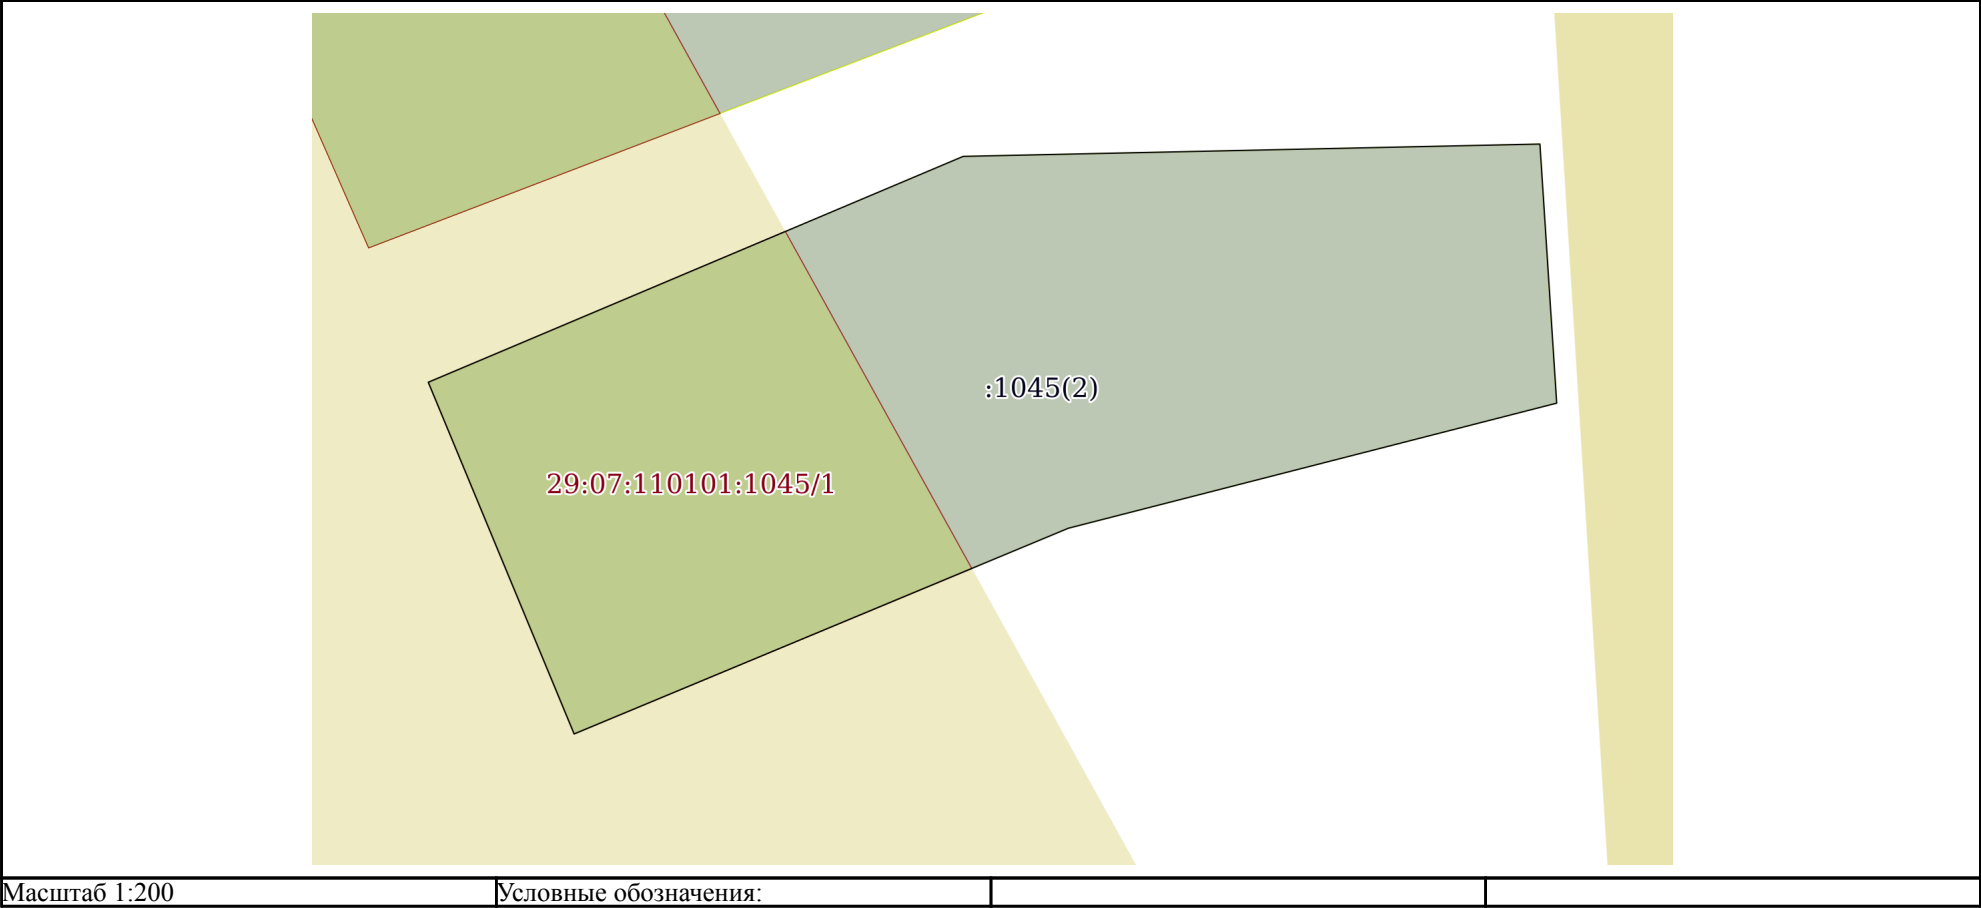 :1045(2)
29:07:110101:1045/1
Масштаб 1:200
Условные обозначения: